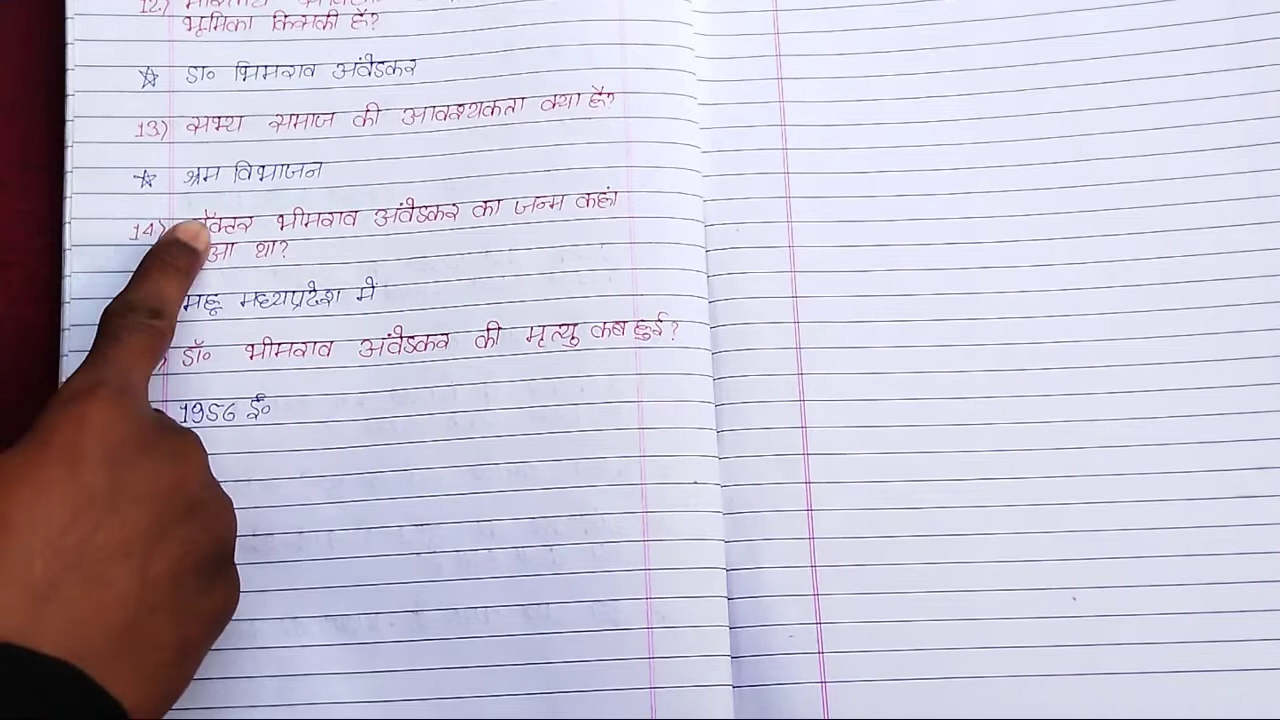 12.)
भूमिका किसकी है?
☆ डा० भिमराव अंबेडकर
13) सभ्य समाज की आवश्यकता क्या है?
☆ श्रम विभाजन
14) भीमराव अंबेडकर का जन्म कहां
था?
महू मध्यप्रदेश में
डॉ० भीमराव अंबेडकर की मृत्यु कब हुई?
1956 ई०